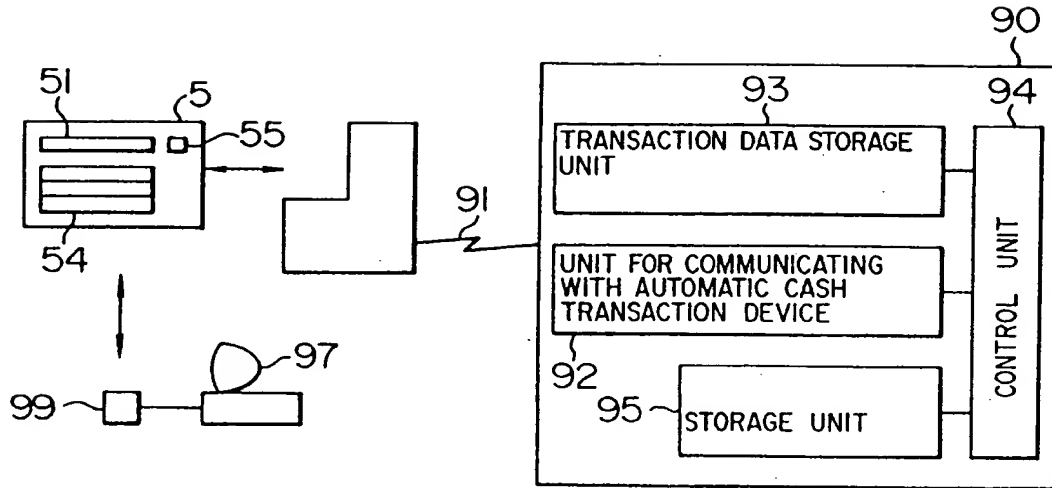 90
51
5
55
93
94
TRANSACTION DATA STORAGE
UNIT
54
91
UNIT FOR COMMUNICATING
WITH AUTOMATIC CASH
TRANSACTION DEVICE
CONTROL UNIT
97
92
99
95
STORAGE UNIT